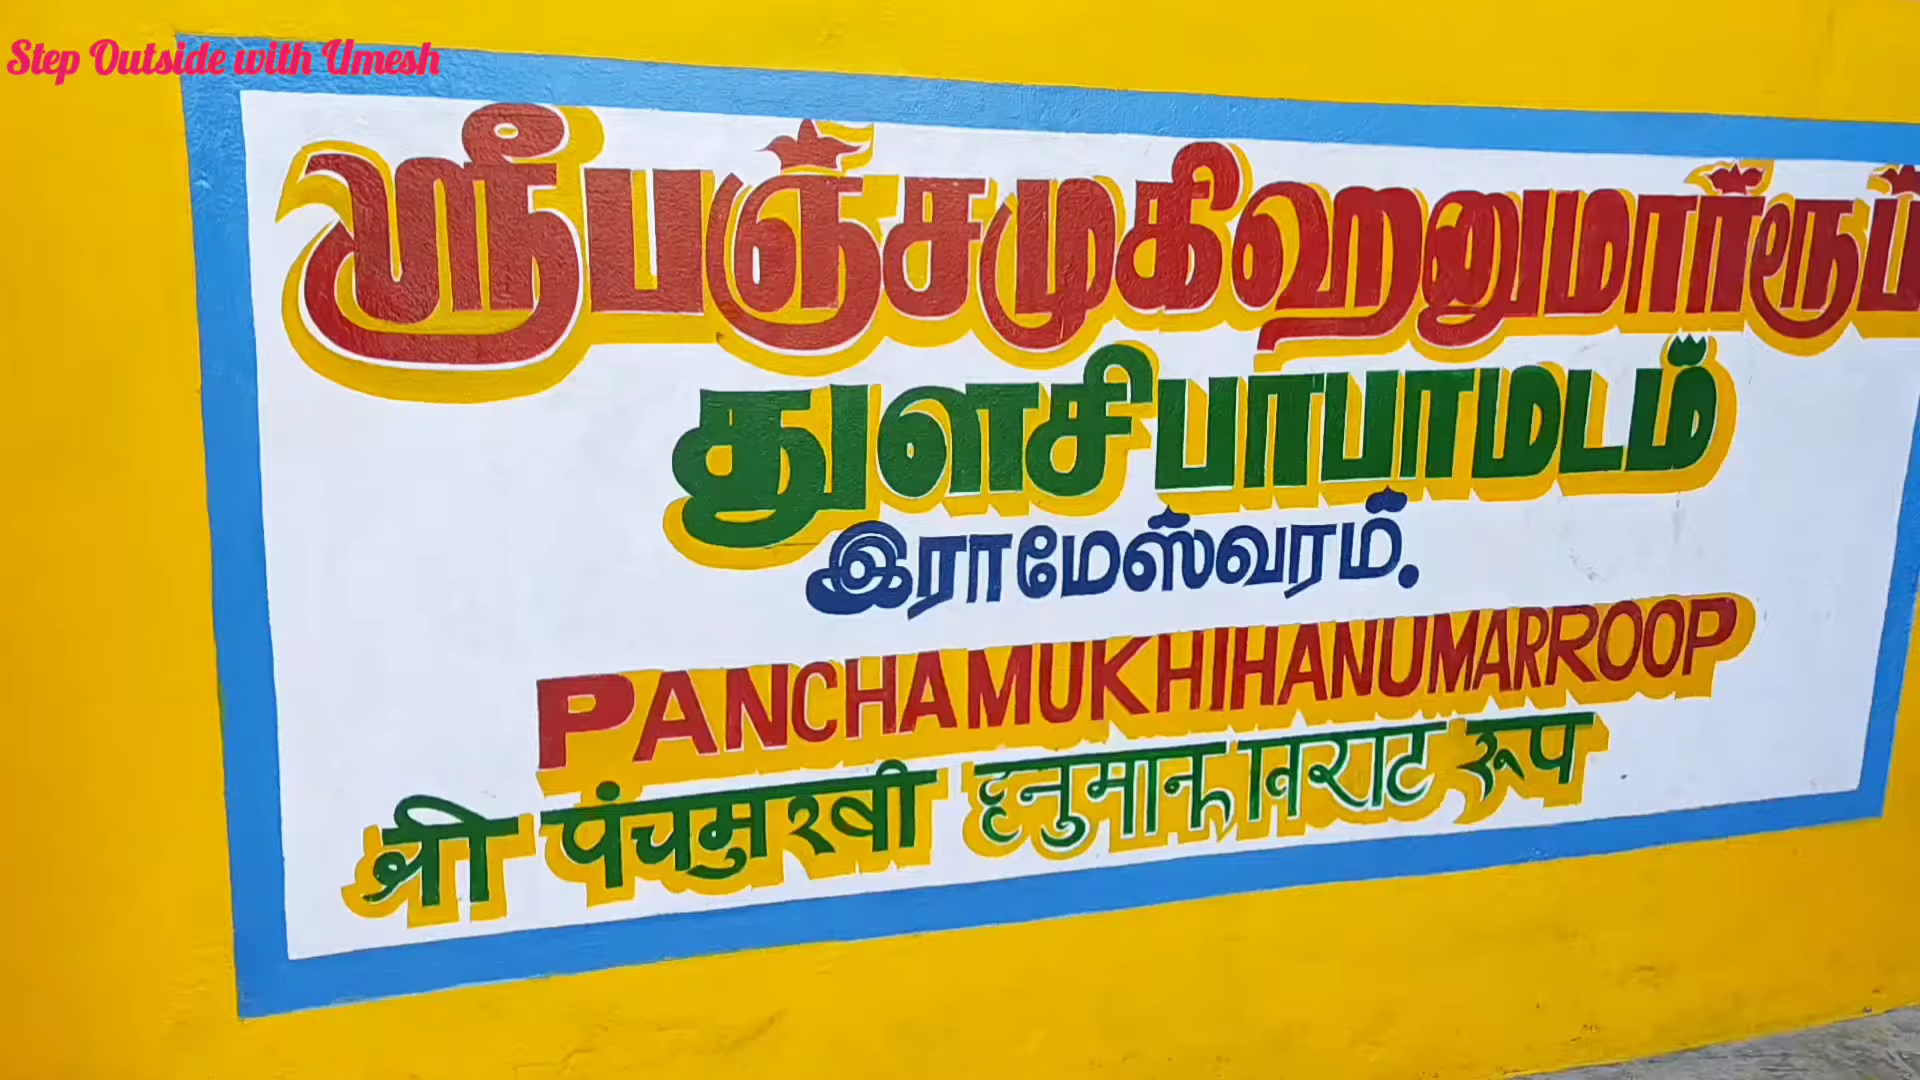 Step Outside with Umesh
ஸ்ரீ பஞ்சமுகிஹனுமார்ரூப்
துளசிபாபாமடம்
இராமேஸ்வரம்.
PANCHAMUKHIHANUMARROOP
श्री पंचमुखी हनुमान विराट रूप